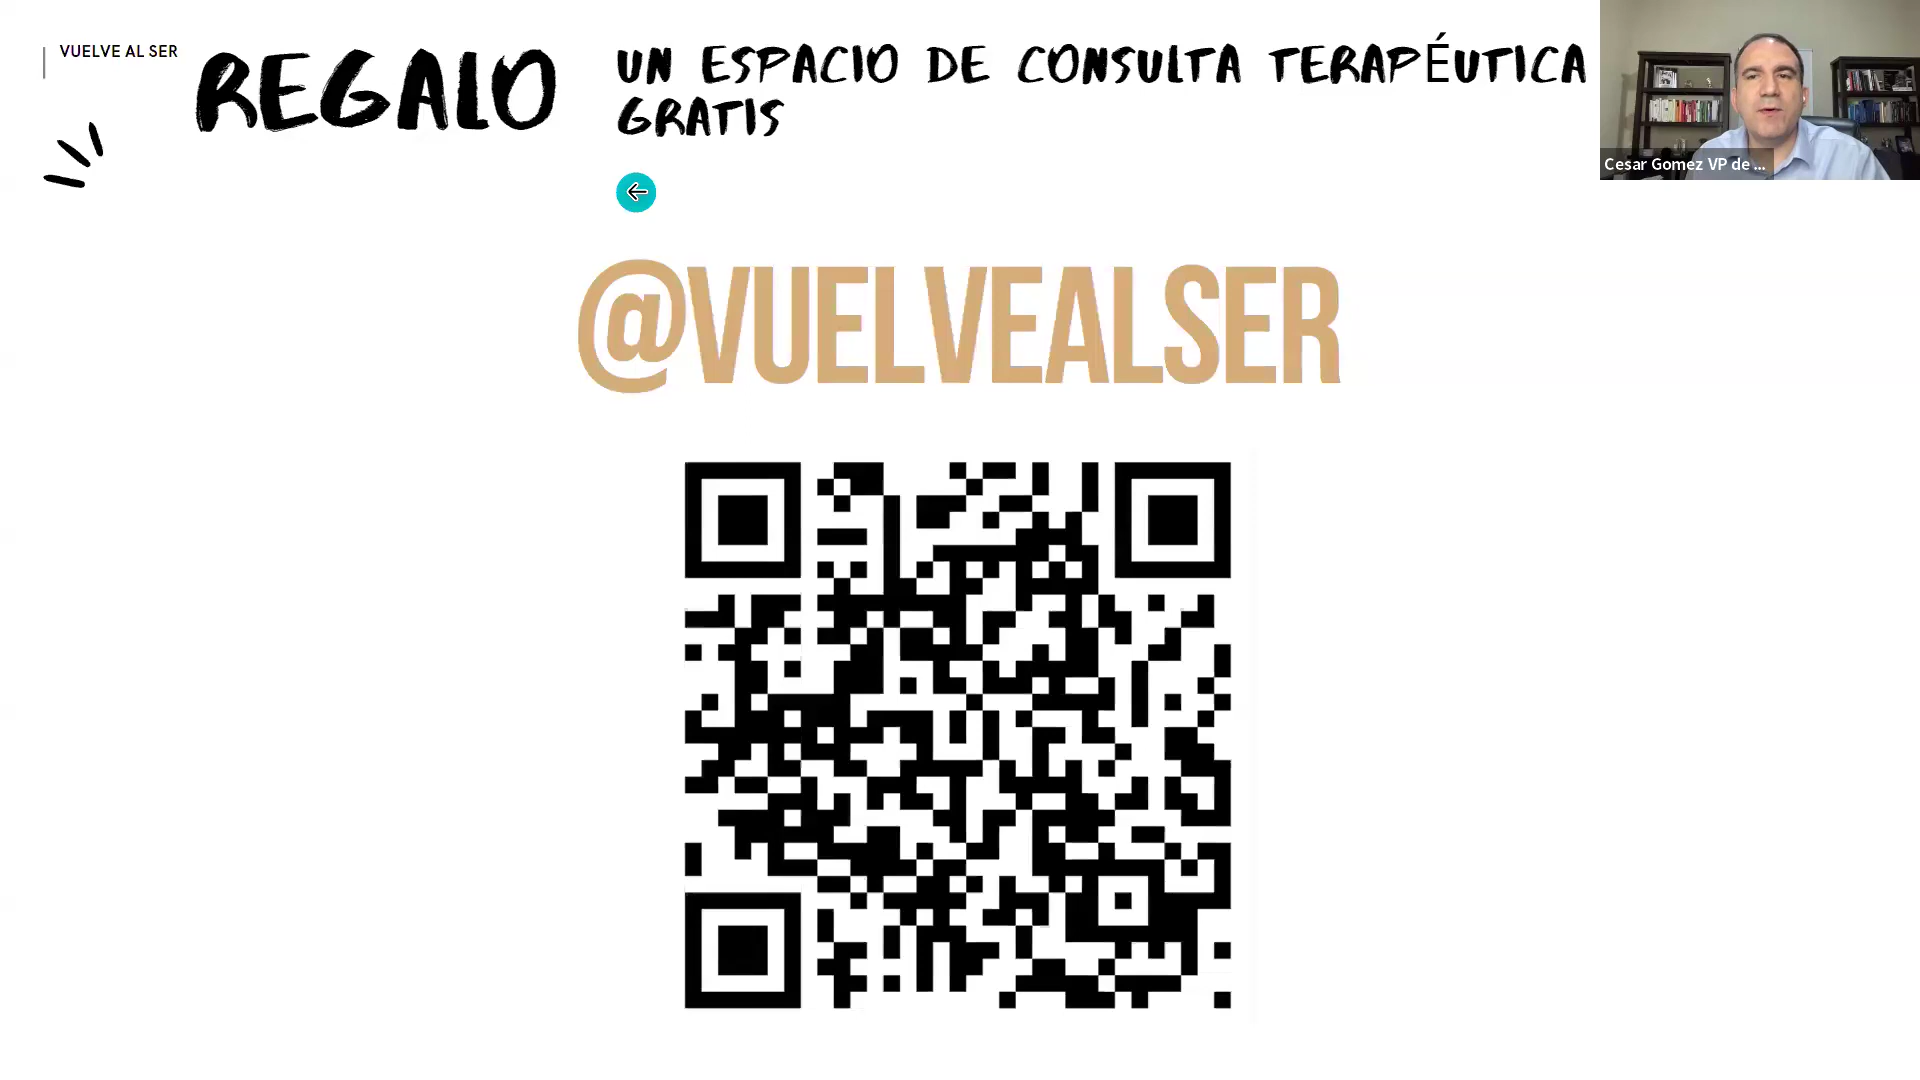 VUELVE AL SER
REGALO
UN ESPACIO DE CONSULTA TERAPÉUTICA
GRATIS
@VUELVEALSER
Cesar Gomez VP de ...